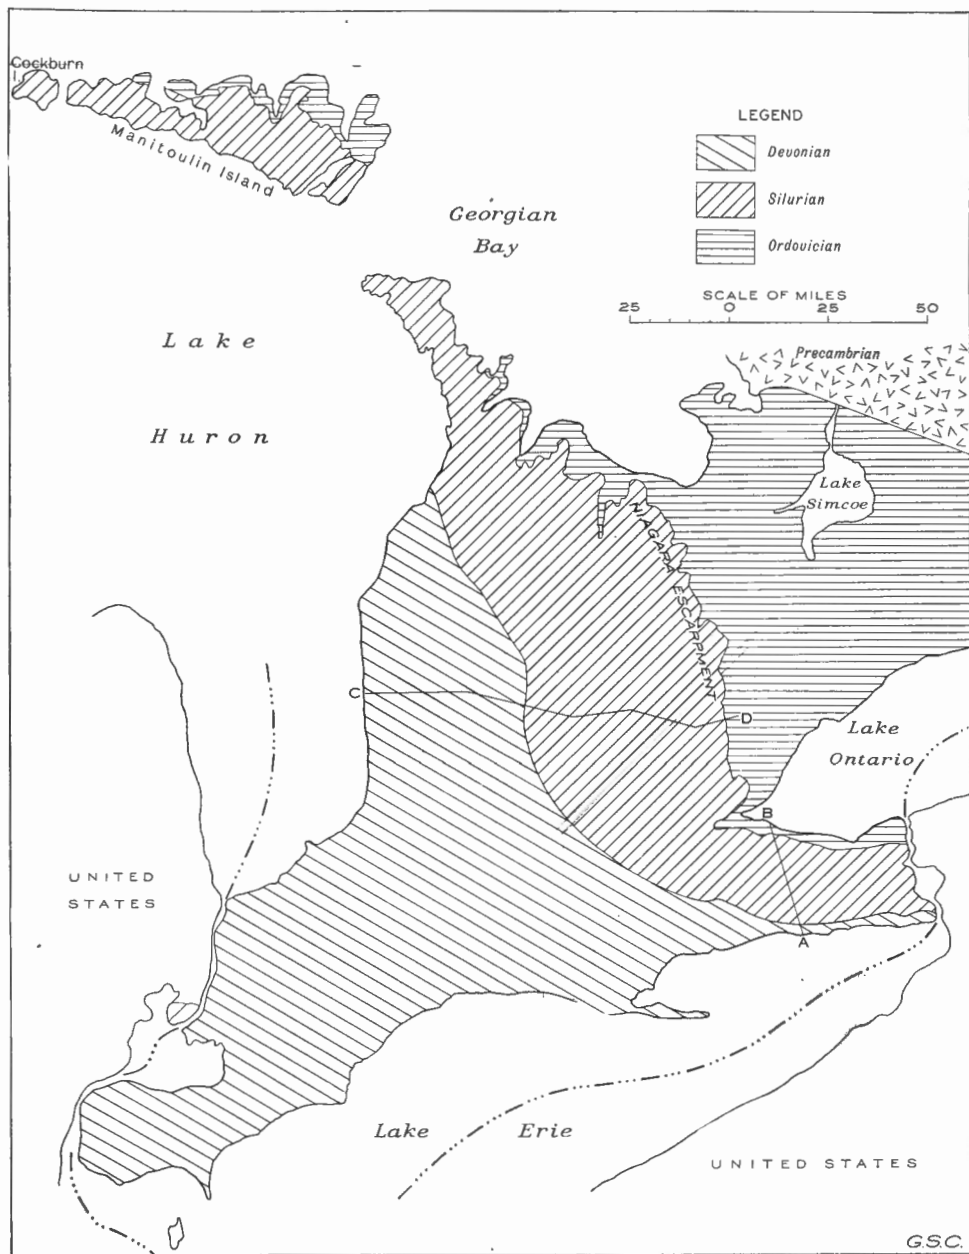 Cockburn
I.
Manitoulin Island
LEGEND
Devonian
Silurian
Ordovician
Georgian
Bay
SCALE OF MILES
25 0 25 50
Precambrian
Lake
Huron
Lake
Simcoe
NIAGARA ESCARPMENT
C
D
Lake
Ontario
B
UNITED
STATES
A
Lake Erie
UNITED STATES
G.S.C.